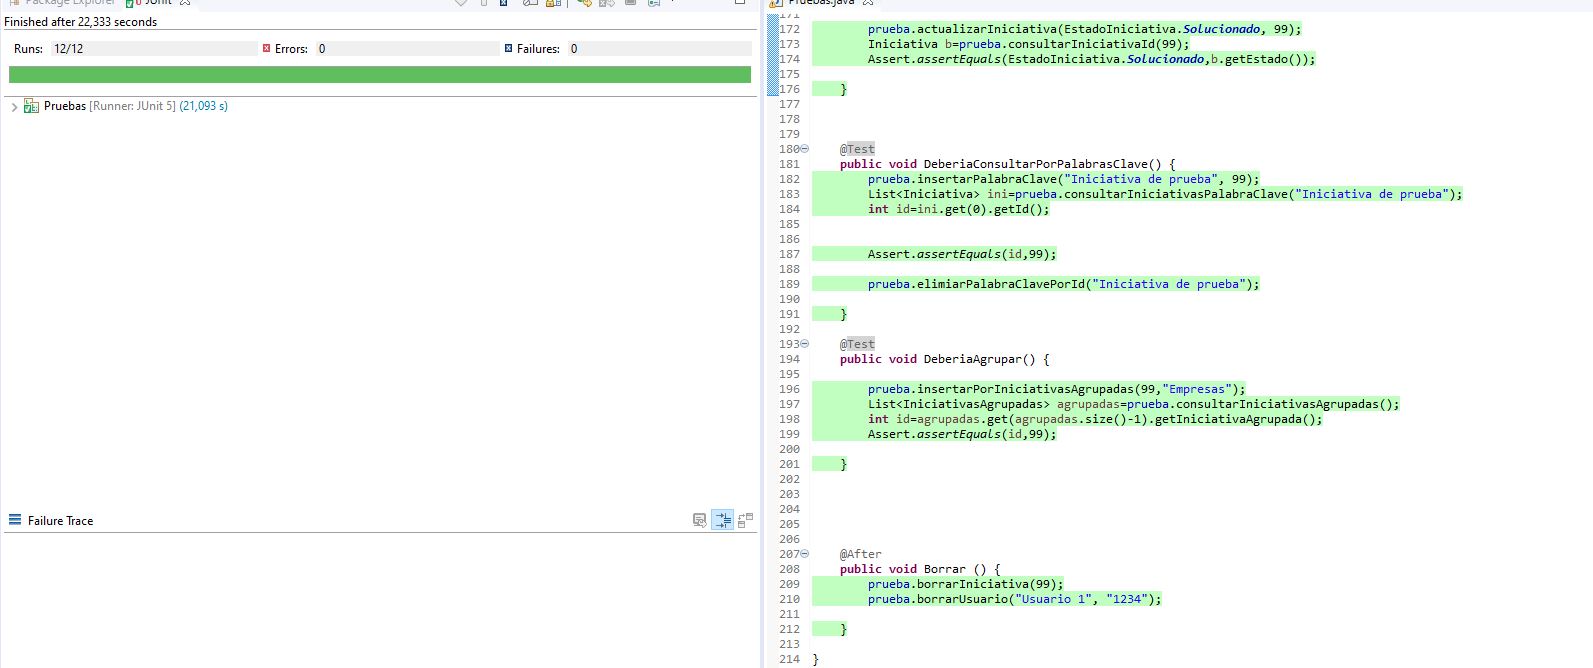 Package Explorer
JUnit
Finished after 22,333 seconds
Runs: 12/12
Errors: 0
Failures: 0
Pruebas [Runner: JUnit 5] (21,093 s)
Failure Trace
Pruebas.java
171
172 prueba.actualizarIniciativa(EstadoIniciativa.Solucionado, 99);
173 Iniciativa b=prueba.consultarIniciativaId(99);
174 Assert.assertEquals(EstadoIniciativa.Solucionado,b.getEstado());
175
176 }
177
178
179
180 @Test
181 public void DeberiaConsultarPorPalabrasClave() {
182 prueba.insertarPalabraClave("Iniciativa de prueba", 99);
183 List<Iniciativa> ini=prueba.consultarIniciativasPalabraClave("Iniciativa de prueba");
184 int id=ini.get(0).getId();
185
186
187 Assert.assertEquals(id,99);
188
189 prueba.elimiarPalabraClavePorId("Iniciativa de prueba");
190
191 }
192
193 @Test
194 public void DeberiaAgrupar() {
195
196 prueba.insertarPorIniciativasAgrupadas(99,"Empresas");
197 List<IniciativasAgrupadas> agrupadas=prueba.consultarIniciativasAgrupadas();
198 int id=agrupadas.get(agrupadas.size()-1).getIniciativaAgrupada();
199 Assert.assertEquals(id,99);
200
201 }
202
203
204
205
206
207 @After
208 public void Borrar () {
209 prueba.borrarIniciativa(99);
210 prueba.borrarUsuario("Usuario 1", "1234");
211
212 }
213
214 }